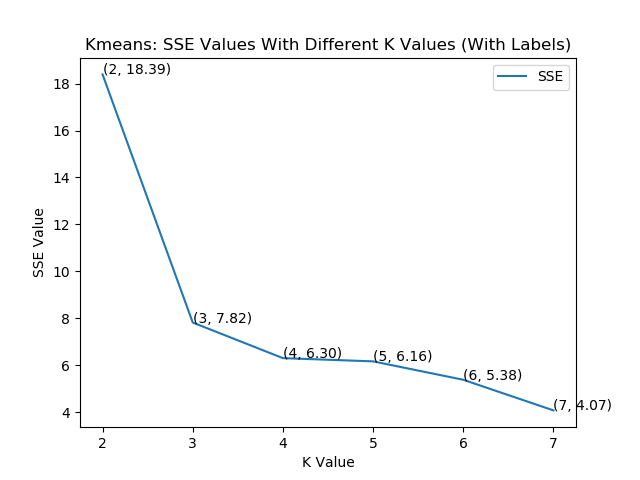 Kmeans: SSE Values With Different K Values (With Labels)
(2, 18.39)
SSE
18
16
14
12
10
8
6
4
SSE Value
(3, 7.82)
(4, 6.30)
(5, 6.16)
(6, 5.38)
(7, 4.07)
2 3 4 5 6 7
K Value